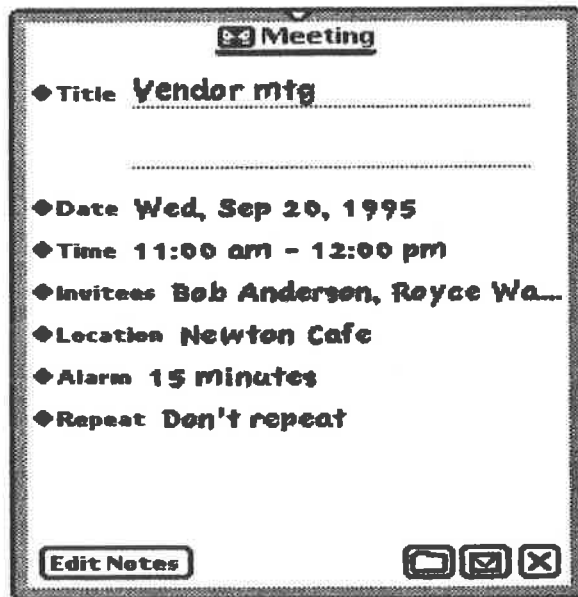 Meeting
Title Vendor mtg
Date Wed, Sep 20, 1995
Time 11:00 am - 12:00 pm
Invitees Bob Anderson, Royce Wa...
Location Newton Cafe
Alarm 15 minutes
Repeat Don't repeat
Edit Notes